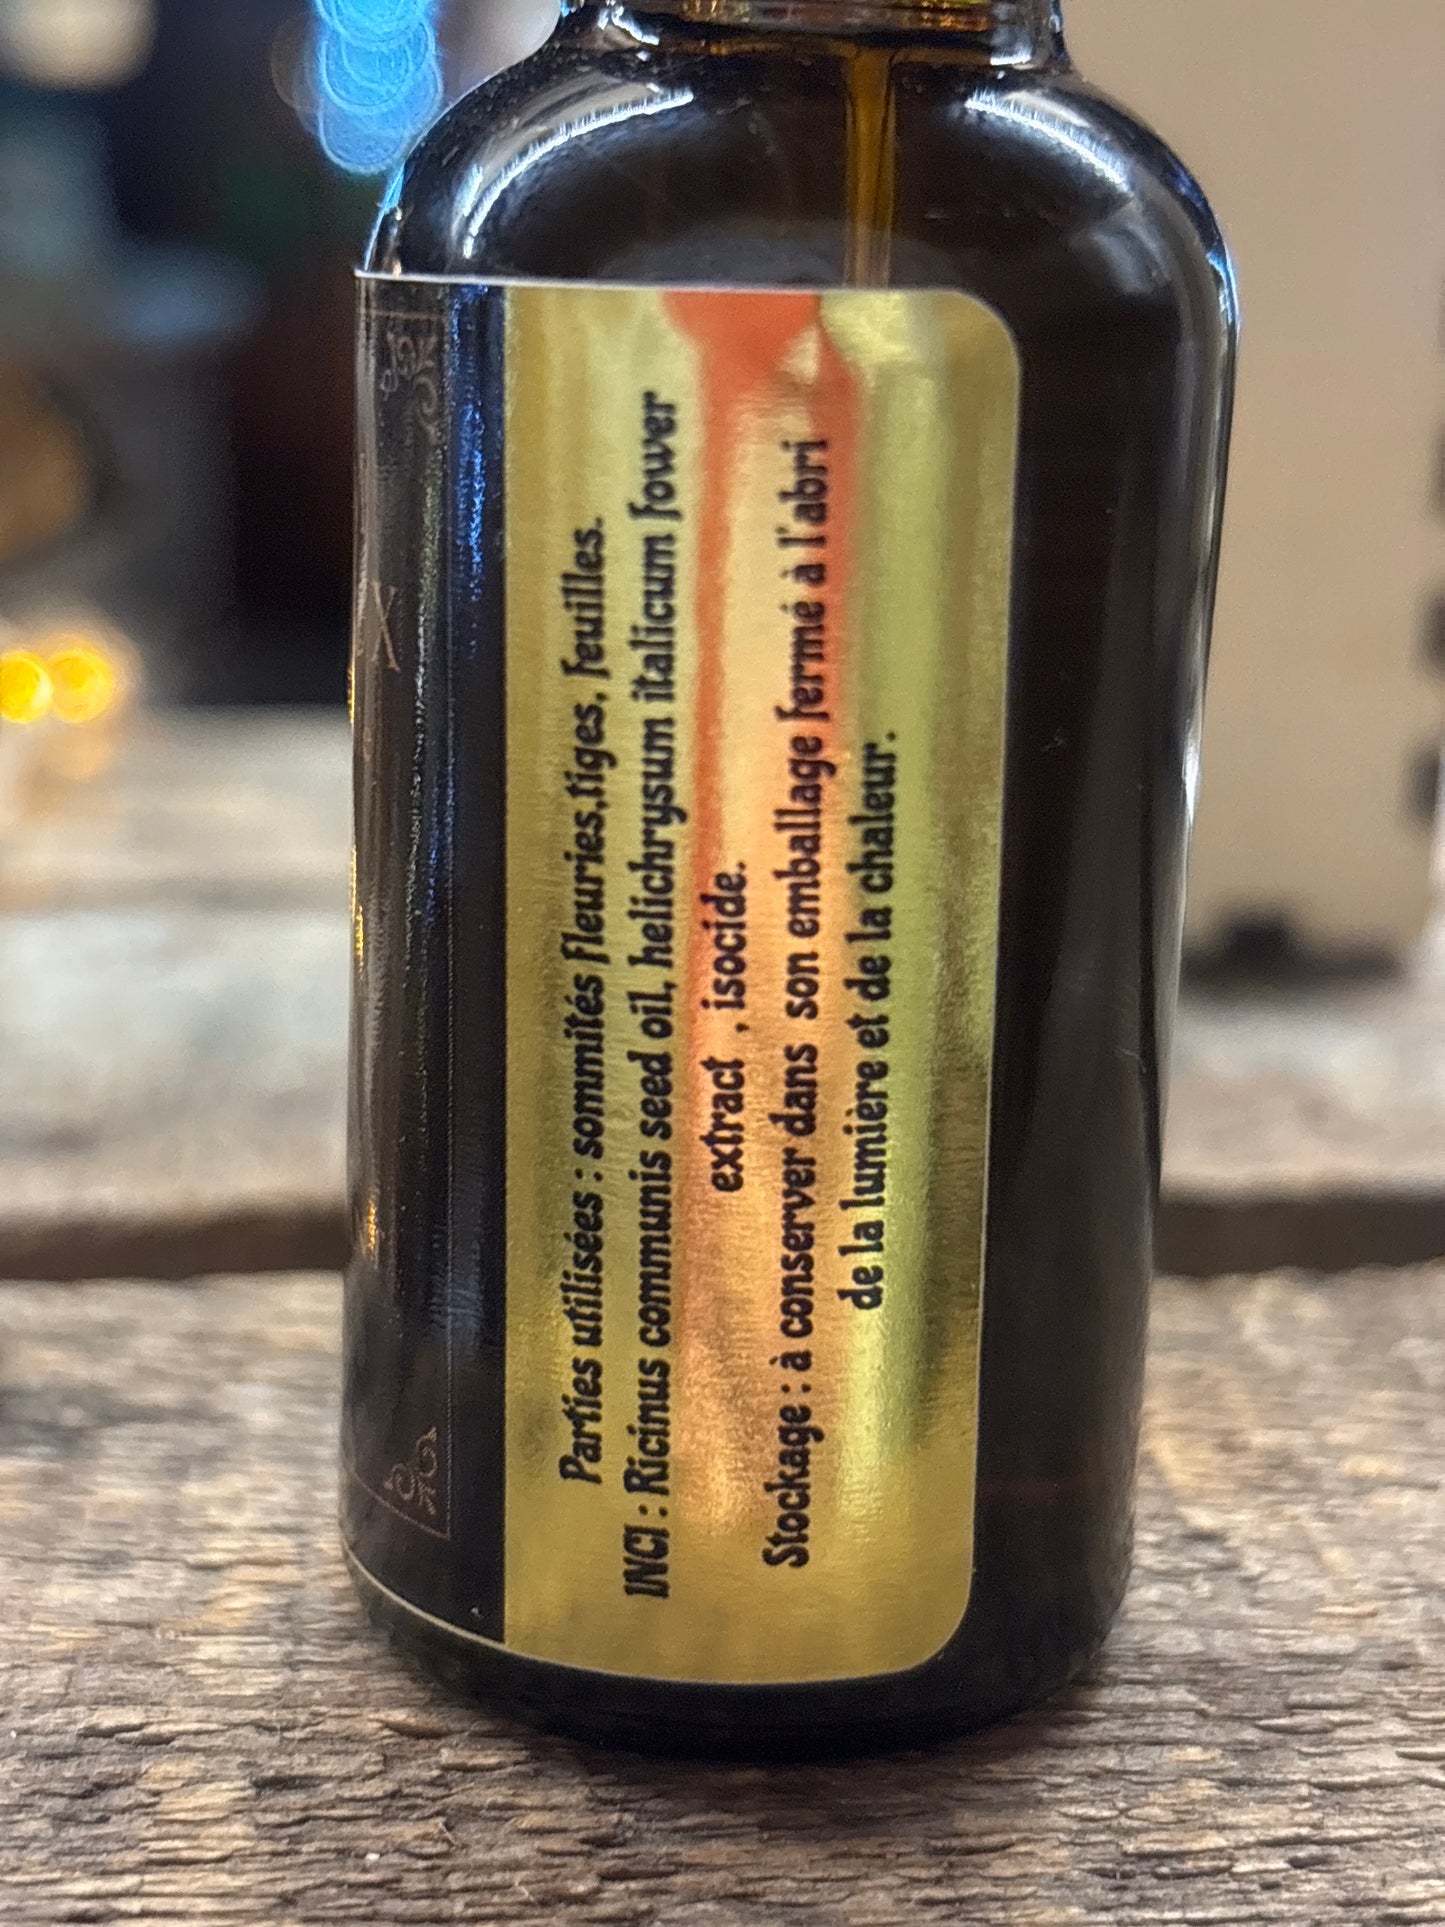 Parties utilisées : sommités fleuries,tiges, feuilles.
INCI : Ricinus communis seed oil, helichrysum italicum fower
extract , isocide.
Stockage : à conserver dans son emballage fermé à l'abri
de la lumière et de la chaleur.
X